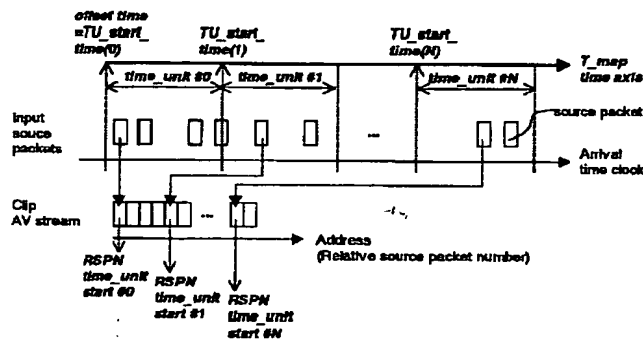 offset time
=TU_start_
time(0)
TU_start_
time(1)
TU_start_
time(N)
T_map
time axis
time_unit #0
time_unit #1
time_unit #N
source packet
Input
souce
packets
...
Arrival
time clock
Clip
AV stream
...
Address
(Relative source packet number)
RSPN
time_unit
start #0
RSPN
time_unit
start #1
RSPN
time_unit
start #N